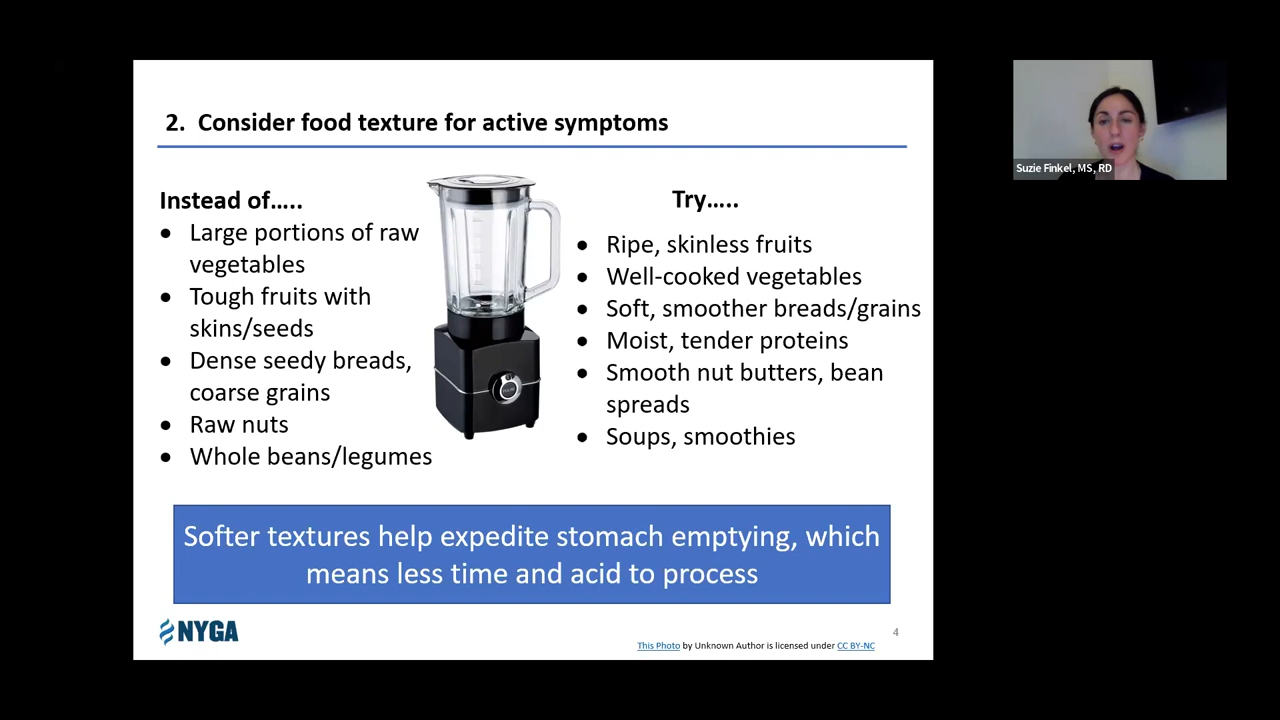 2. Consider food texture for active symptoms
Instead of.....
• Large portions of raw
vegetables
• Tough fruits with
skins/seeds
• Dense seedy breads,
coarse grains
• Raw nuts
• Whole beans/legumes
Try.....
• Ripe, skinless fruits
• Well-cooked vegetables
• Soft, smoother breads/grains
• Moist, tender proteins
• Smooth nut butters, bean
spreads
• Soups, smoothies
Softer textures help expedite stomach emptying, which
means less time and acid to process
NYGA
4
This Photo by Unknown Author is licensed under CC BY-NC
Suzie Finkel, MS, RD